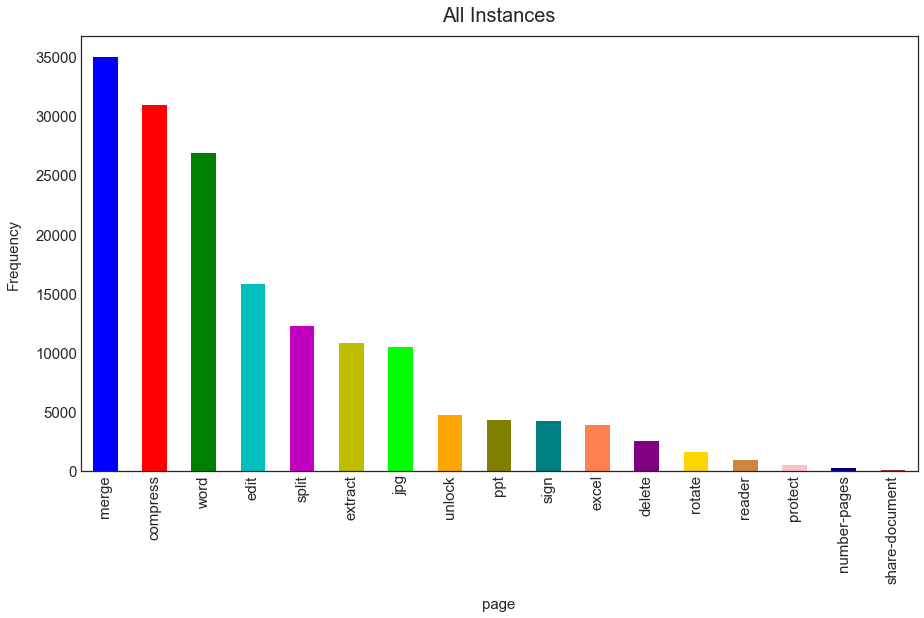 All Instances
Frequency
35000
30000
25000
20000
15000
10000
5000
0
merge
compress
word
edit
split
extract
jpg
unlock
ppt
sign
excel
delete
rotate
reader
protect
number-pages
share-document
page